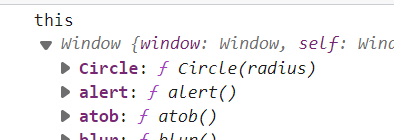 this
▼ Window {window: Window, self: Wind
▶ Circle: ƒ Circle(radius)
▶ alert: ƒ alert()
▶ atob: ƒ atob()